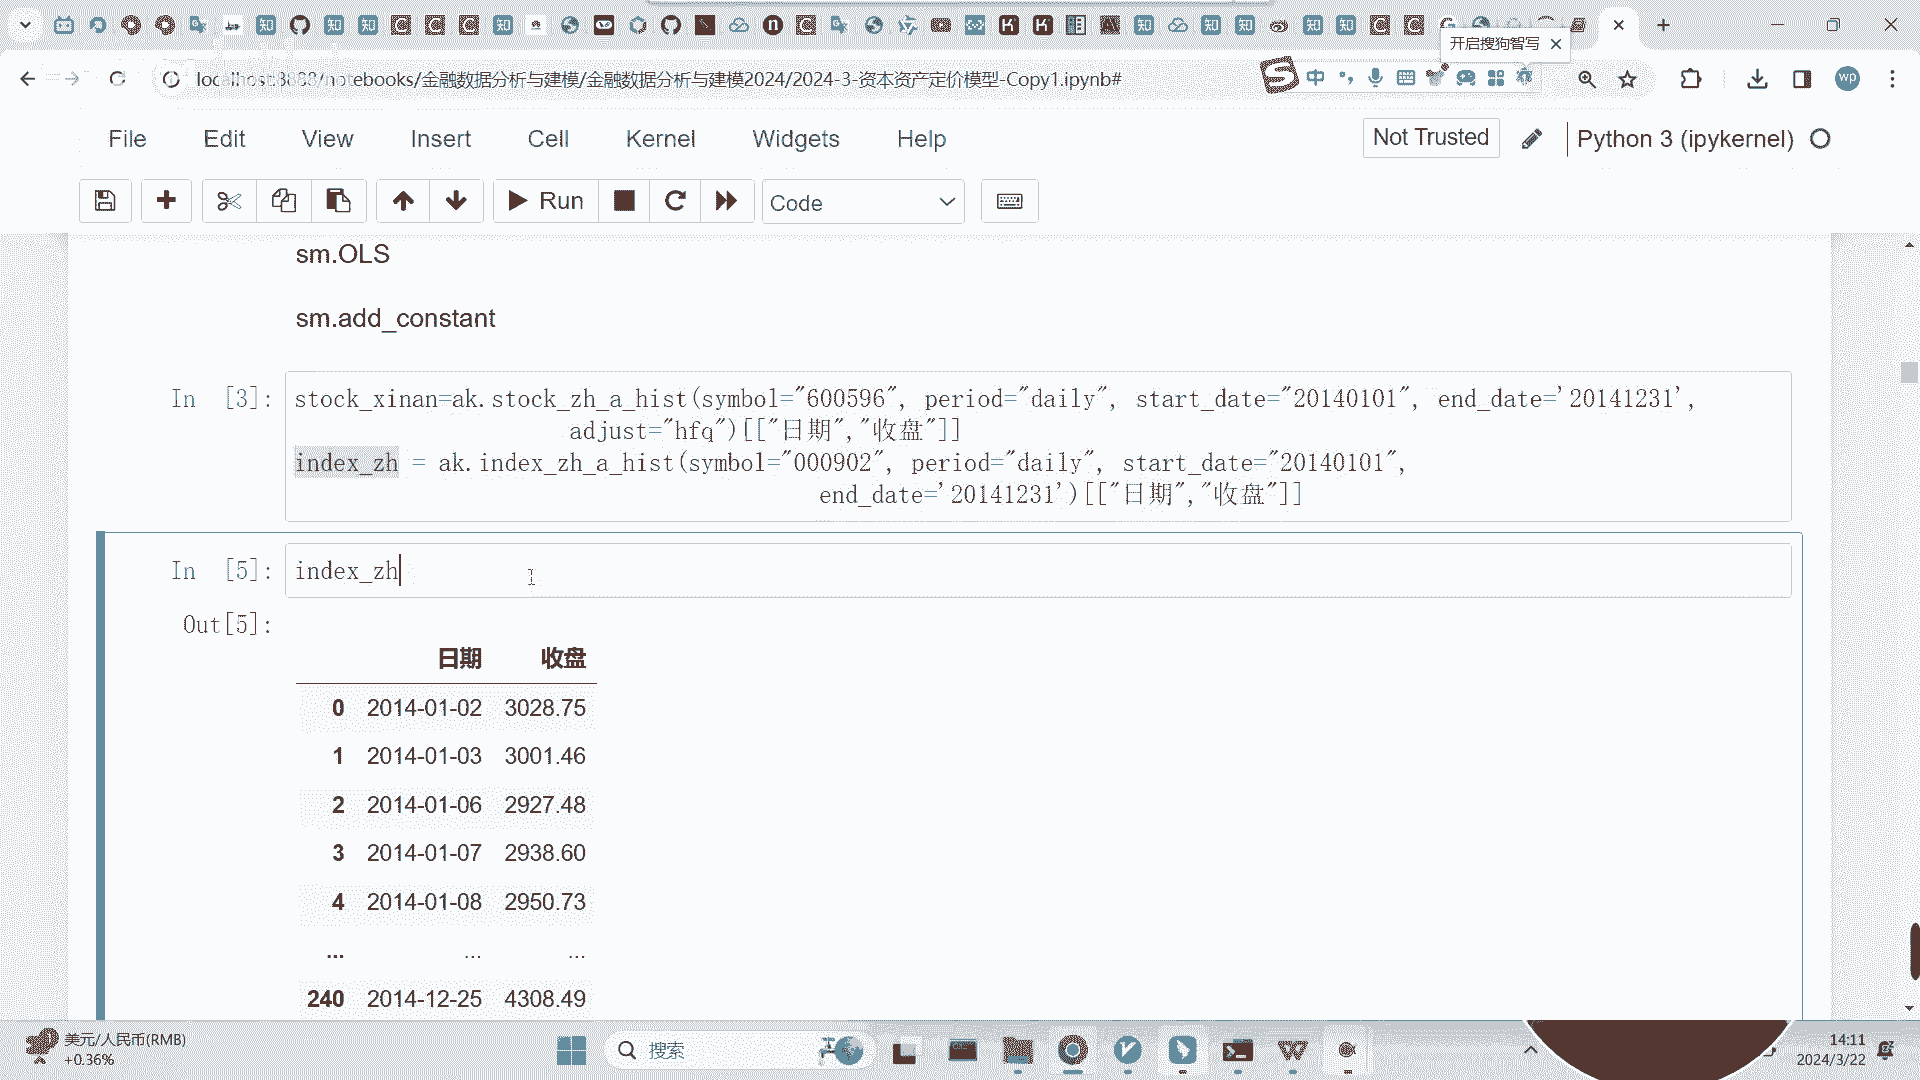 开启搜狗智写
localhost:8888/notebooks/金融数据分析与建模/金融数据分析与建模2024/2024-3-资本资产定价模型-Copy1.ipynb#
中
wp
File Edit View Insert Cell Kernel Widgets Help
Not Trusted
Python 3 (ipykernel)
Run
Code
sm.OLS
sm.add_constant
In [3]: stock_xinan=ak.stock_zh_a_hist(symbol="600596", period="daily", start_date="20140101", end_date='20141231',
adjust="hfq")[["日期","收盘"]]
index_zh = ak.index_zh_a_hist(symbol="000902", period="daily", start_date="20140101",
end_date='20141231')[["日期","收盘"]]
In [5]: index_zh
Out[5]:
日期 收盘
0 2014-01-02 3028.75
1 2014-01-03 3001.46
2 2014-01-06 2927.48
3 2014-01-07 2938.60
4 2014-01-08 2950.73
... ... ...
240 2014-12-25 4308.49
美元/人民币(RMB)
+0.36%
搜索
14:11
2024/3/22